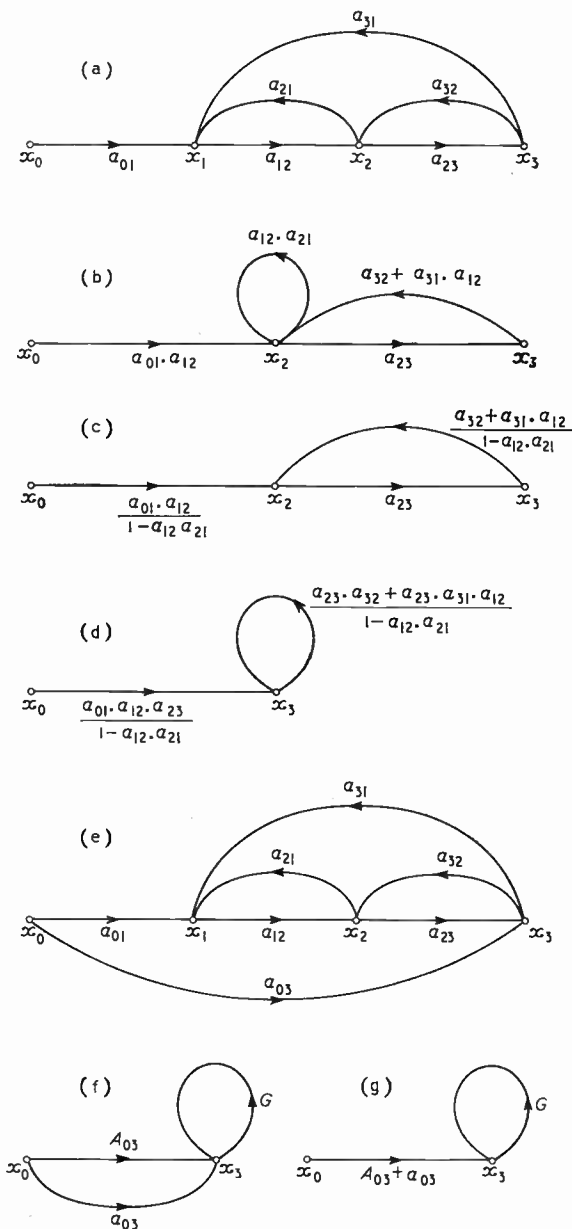 a₃₁
(a)
a₂₁ a₃₂
x₀ a₀₁ x₁ a₁₂ x₂ a₂₃ x₃
a₁₂ . a₂₁
(b) a₃₂ + a₃₁ . a₁₂
x₀ a₀₁ . a₁₂ x₂ a₂₃ x₃
(c) a₃₂ + a₃₁ . a₁₂
1 - a₁₂ . a₂₁
x₀ x₂ a₂₃ x₃
a₀₁ . a₁₂
1 - a₁₂ a₂₁
(d) a₂₃ . a₃₂ + a₂₃ . a₃₁ . a₁₂
1 - a₁₂ . a₂₁
x₀ x₃
a₀₁ . a₁₂ . a₂₃
1 - a₁₂ . a₂₁
a₃₁
(e)
a₂₁ a₃₂
x₀ a₀₁ x₁ a₁₂ x₂ a₂₃ x₃
a₀₃
(f) (g)
G G
A₀₃
x₀ x₃ x₀ A₀₃ + a₀₃ x₃
a₀₃